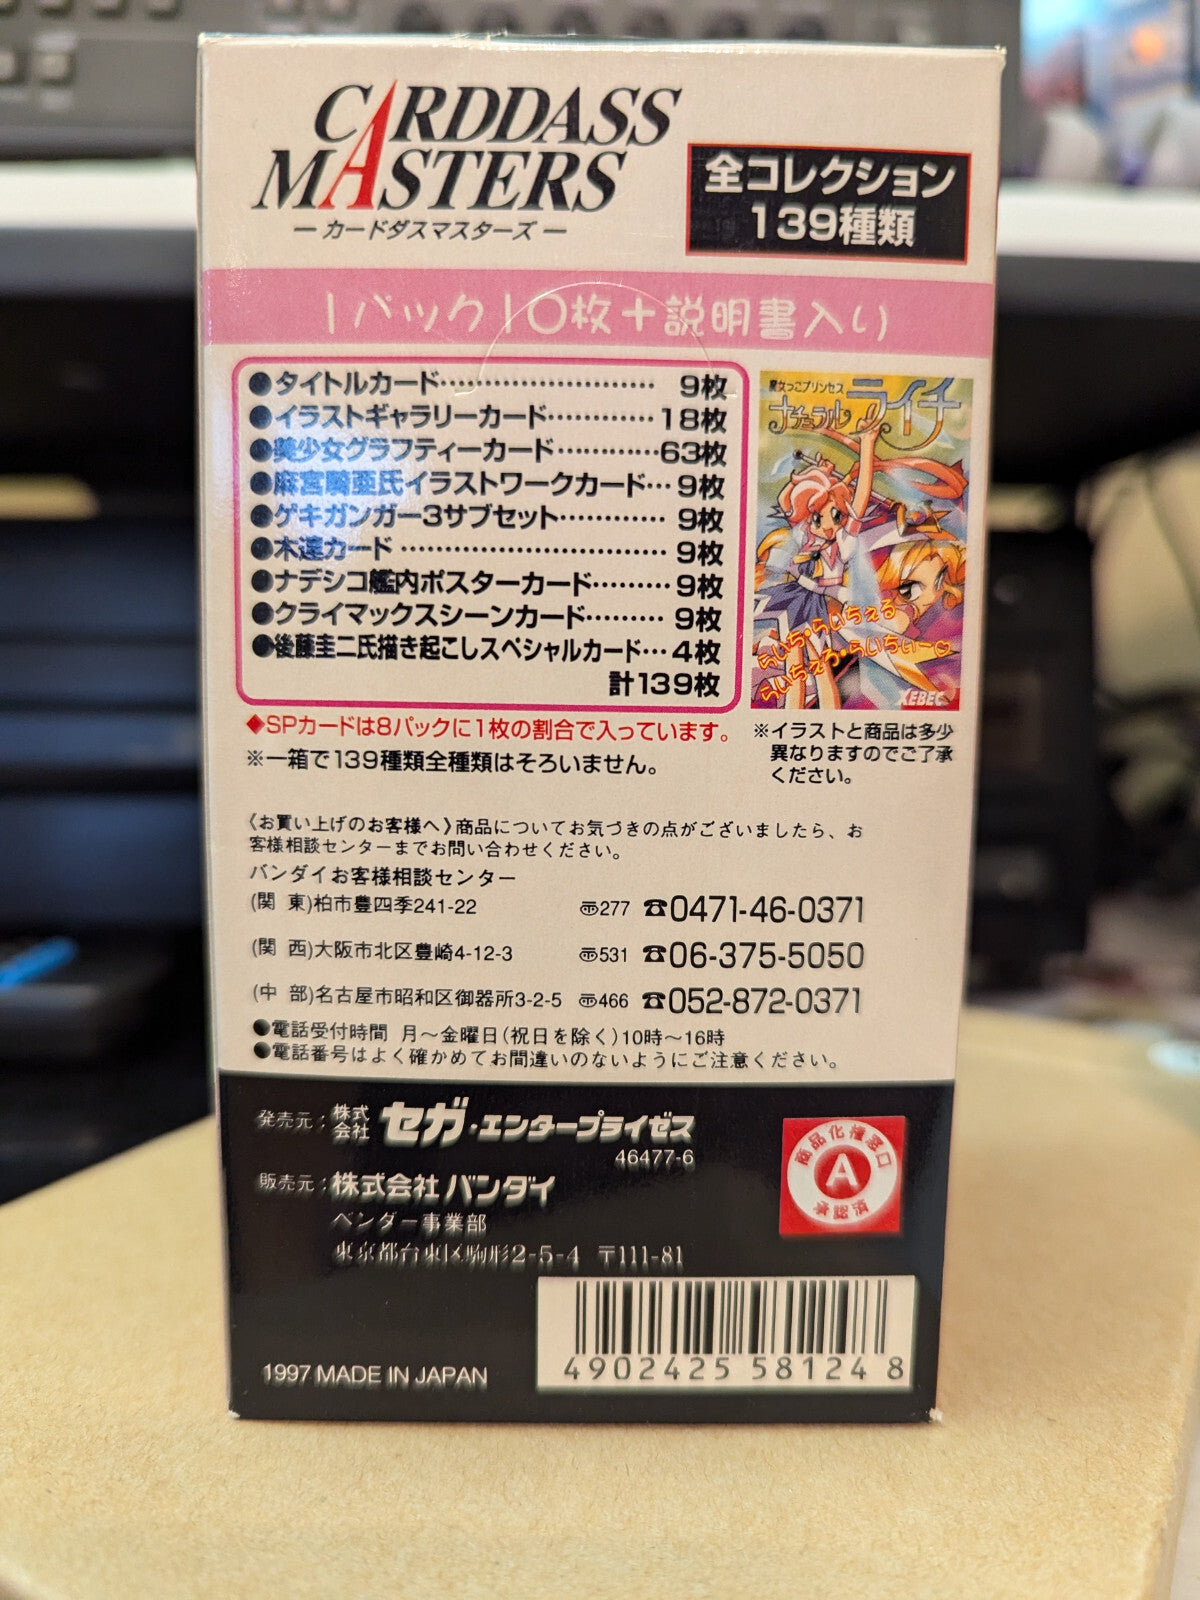 CARDDASS
MASTERS
ーカードダスマスターズー
全コレクション
139種類
1パック10枚＋説明書入り
●タイトルカード………………………9枚
●イラストギャラリーカード…………18枚
●美少女グラフティーカード…………63枚
●麻宮騎亜氏イラストワークカード…9枚
●ゲキガンガー3サブセット…………9枚
●木連カード……………………………9枚
●ナデシコ艦内ポスターカード………9枚
●クライマックスシーンカード………9枚
●後藤圭二氏描き起こしスペシャルカード…4枚
計139枚
魔女っこプリンセス
ナチュラルライチ
らいち・らいちぇる
らいちぇろ・らいちぃ〜♡
XEBEC
◆SPカードは8パックに1枚の割合で入っています。
※一箱で139種類全種類はそろいません。
※イラストと商品は多少
異なりますのでご了承
ください。
《お買い上げのお客様へ》商品についてお気づきの点がございましたら、お
客様相談センターまでお問い合わせください。
バンダイお客様相談センター
(関 東)柏市豊四季241-22 〠277 ☎0471-46-0371
(関 西)大阪市北区豊崎4-12-3 〠531 ☎06-375-5050
(中 部)名古屋市昭和区御器所3-2-5 〠466 ☎052-872-0371
●電話受付時間 月〜金曜日(祝日を除く)10時〜16時
●電話番号はよく確かめてお間違いのないようにご注意ください。
発売元：株式会社 セガ・エンタープライゼス
46477-6
販売元：株式会社 バンダイ
ベンダー事業部
東京都台東区駒形2-5-4 〒111-81
商品化権窓口
A
承認済
1997 MADE IN JAPAN
4902425581248